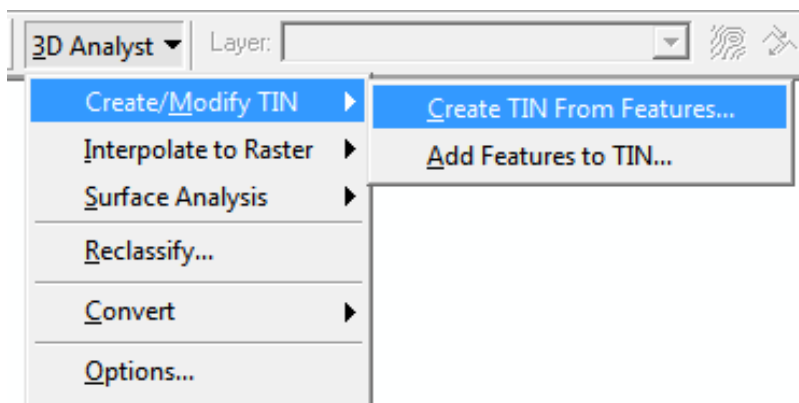 3D Analyst Layer:
Create/Modify TIN
Create TIN From Features...
Interpolate to Raster
Add Features to TIN...
Surface Analysis
Reclassify...
Convert
Options...